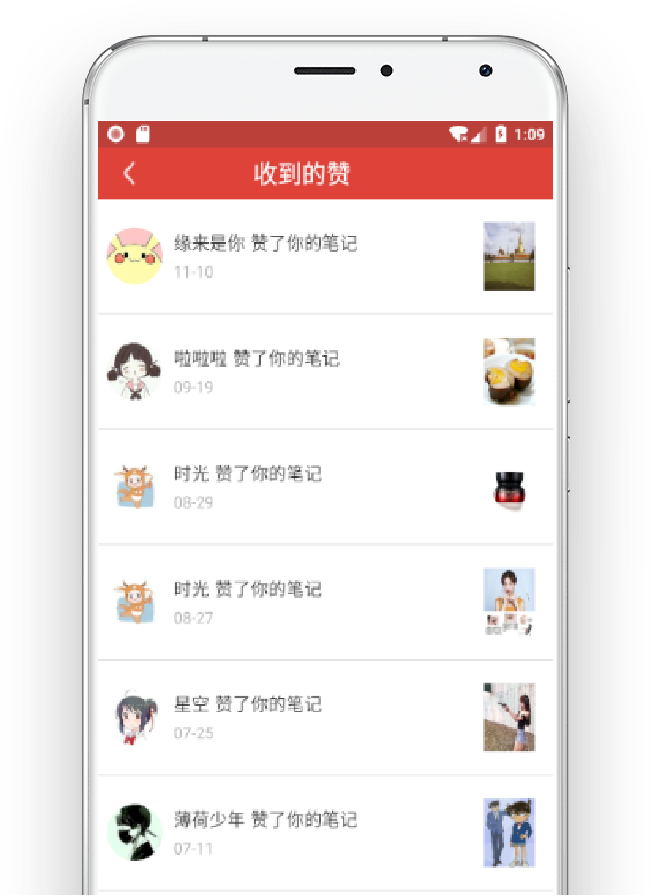 1:09
收到的赞
缘来是你 赞了你的笔记
11-10
啦啦啦 赞了你的笔记
09-19
时光 赞了你的笔记
08-29
时光 赞了你的笔记
08-27
星空 赞了你的笔记
07-25
薄荷少年 赞了你的笔记
07-11